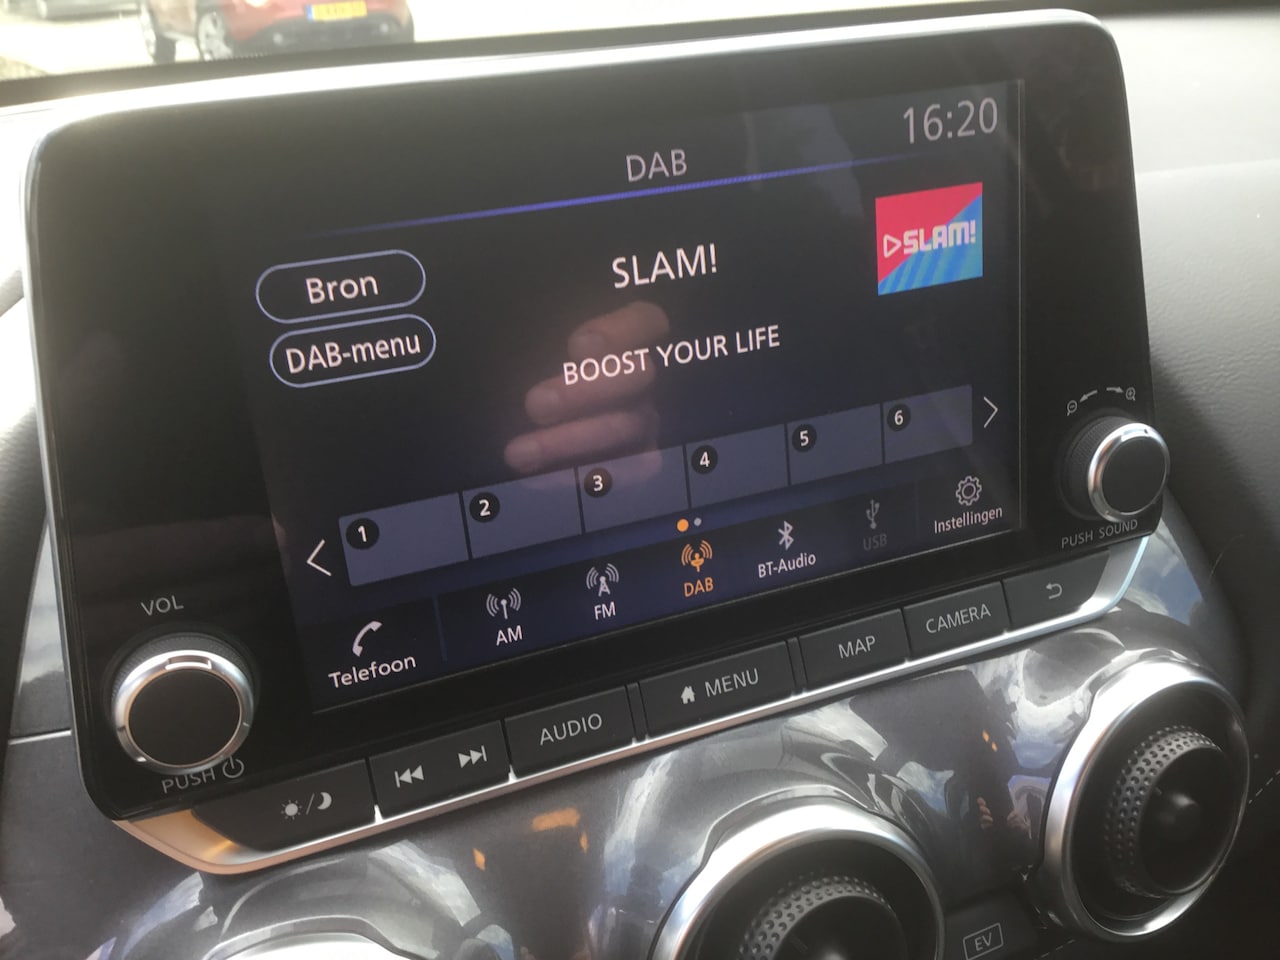 16:20
DAB
Bron
SLAM!
SLAM!
DAB-menu
BOOST YOUR LIFE
1
2
3
4
5
6
Telefoon
AM
FM
DAB
BT-Audio
USB
Instellingen
VOL
PUSH
PUSH SOUND
AUDIO
MENU
MAP
CAMERA
EV